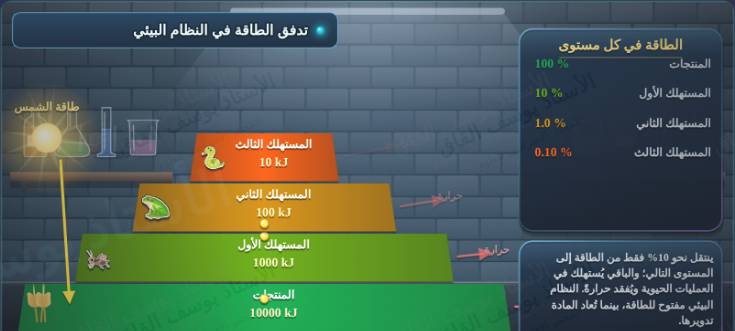 تدفق الطاقة في النظام البيئي
الطاقة في كل مستوى
المنتجات 100 %
المستهلك الأول 10 %
المستهلك الثاني 1.0 %
المستهلك الثالث 0.10 %
طاقة الشمس
المستهلك الثالث
10 kJ
المستهلك الثاني
100 kJ
حرارة
المستهلك الأول
1000 kJ
حرارة
المنتجات
10000 kJ
ينتقل نحو 10% فقط من الطاقة إلى
المستوى التالي؛ والباقي يُستهلك في
العمليات الحيوية ويُفقد حرارةً. النظام
البيئي مفتوح للطاقة، بينما تُعاد المادة
تدويرها.
الأستاذ يوسف